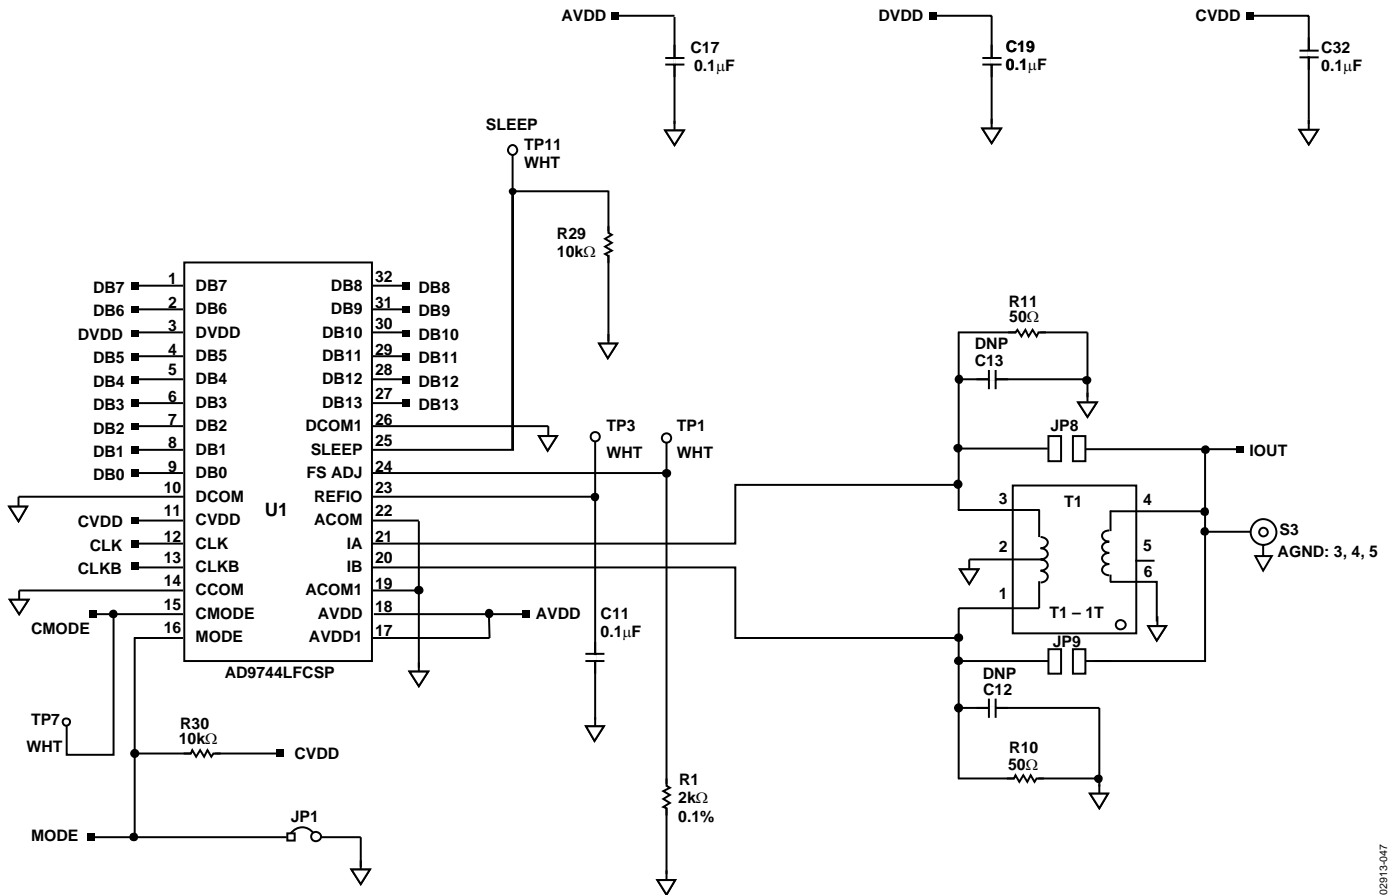 AVDD
C17
0.1µF
DVDD
C19
0.1µF
CVDD
C32
0.1µF
SLEEP
TP11
WHT
R29
10kΩ
DB7 1 DB7
DB6 2 DB6
DVDD 3 DVDD
DB5 4 DB5
DB4 5 DB4
DB3 6 DB3
DB2 7 DB2
DB1 8 DB1
DB0 9 DB0
10 DCOM
CVDD 11 CVDD
CLK 12 CLK
CLKB 13 CLKB
14 CCOM
CMODE 15 CMODE
16 MODE
U1
DB8 32 DB8
DB9 31 DB9
DB10 30 DB10
DB11 29 DB11
DB12 28 DB12
DB13 27 DB13
DCOM1 26
SLEEP 25
FS ADJ 24
REFIO 23
ACOM 22
IA 21
IB 20
ACOM1 19
AVDD 18 AVDD
AVDD1 17
AD9744LFCSP
TP3
WHT
TP1
WHT
C11
0.1µF
R1
2kΩ
0.1%
TP7
WHT
R30
10kΩ
CVDD
MODE
JP1
R11
50Ω
DNP
C13
JP8
IOUT
3
2
1
T1
4
5
6
T1 – 1T
S3
AGND: 3, 4, 5
JP9
DNP
C12
R10
50Ω
02913-047